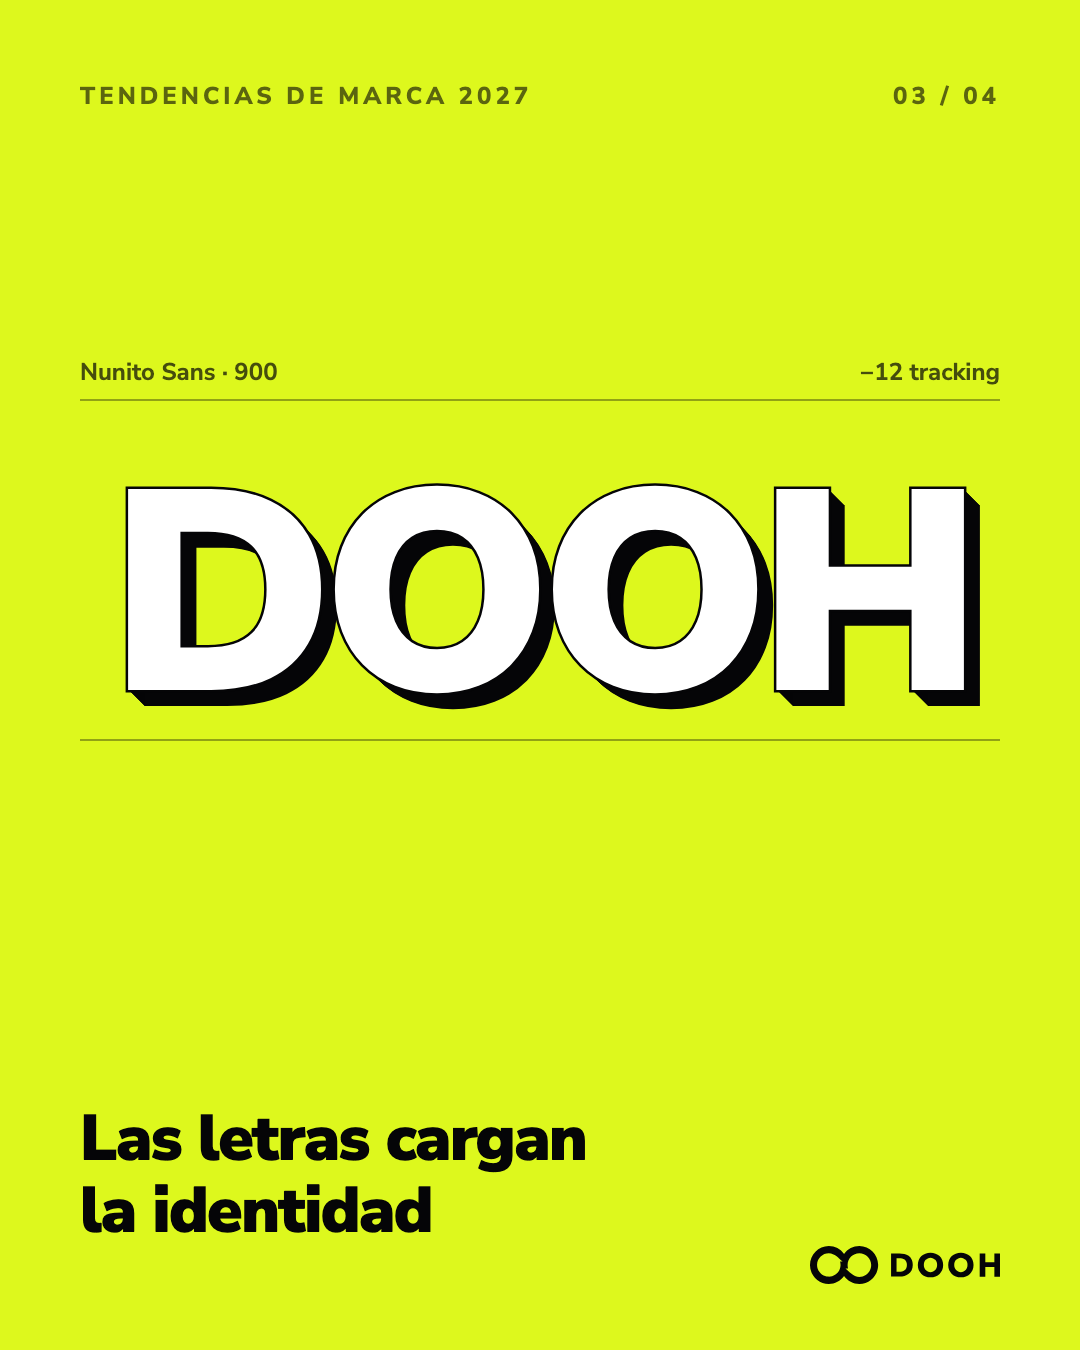 TENDENCIAS DE MARCA 2027
03 / 04
Nunito Sans · 900
−12 tracking
DOOH
Las letras cargan
la identidad
DOOH